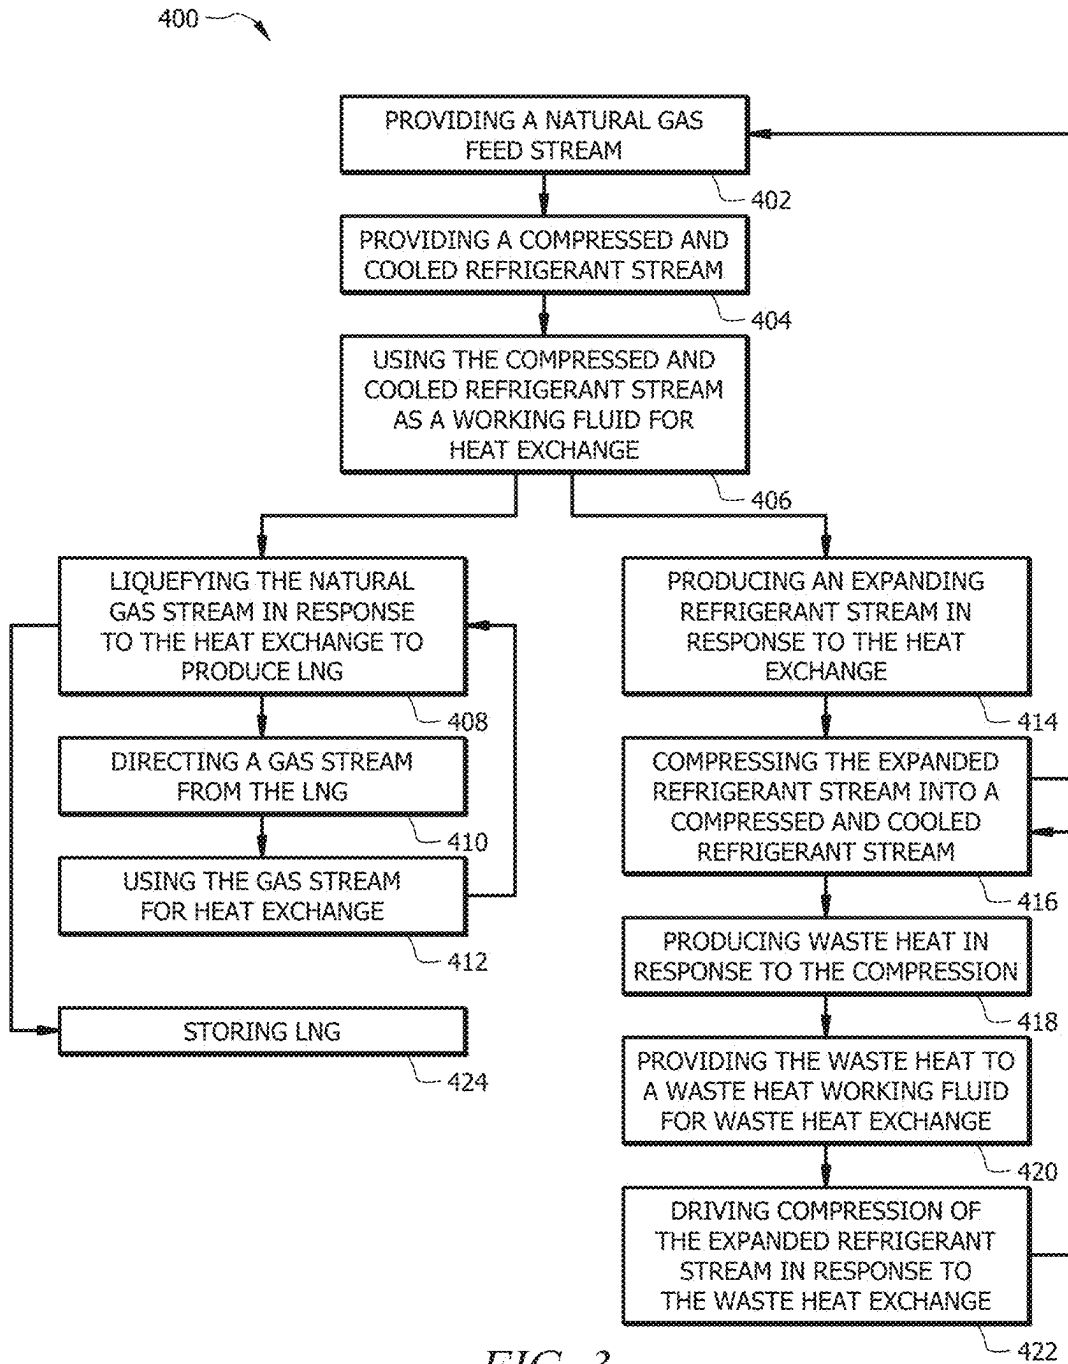 400
PROVIDING A NATURAL GAS
FEED STREAM
402
PROVIDING A COMPRESSED AND
COOLED REFRIGERANT STREAM
404
USING THE COMPRESSED AND
COOLED REFRIGERANT STREAM
AS A WORKING FLUID FOR
HEAT EXCHANGE
406
LIQUEFYING THE NATURAL
GAS STREAM IN RESPONSE
TO THE HEAT EXCHANGE TO
PRODUCE LNG
408
DIRECTING A GAS STREAM
FROM THE LNG
410
USING THE GAS STREAM
FOR HEAT EXCHANGE
412
STORING LNG
424
PRODUCING AN EXPANDING
REFRIGERANT STREAM IN
RESPONSE TO THE HEAT
EXCHANGE
414
COMPRESSING THE EXPANDED
REFRIGERANT STREAM INTO A
COMPRESSED AND COOLED
REFRIGERANT STREAM
416
PRODUCING WASTE HEAT IN
RESPONSE TO THE COMPRESSION
418
PROVIDING THE WASTE HEAT TO
A WASTE HEAT WORKING FLUID
FOR WASTE HEAT EXCHANGE
420
DRIVING COMPRESSION OF
THE EXPANDED REFRIGERANT
STREAM IN RESPONSE TO
THE WASTE HEAT EXCHANGE
422
FIG.